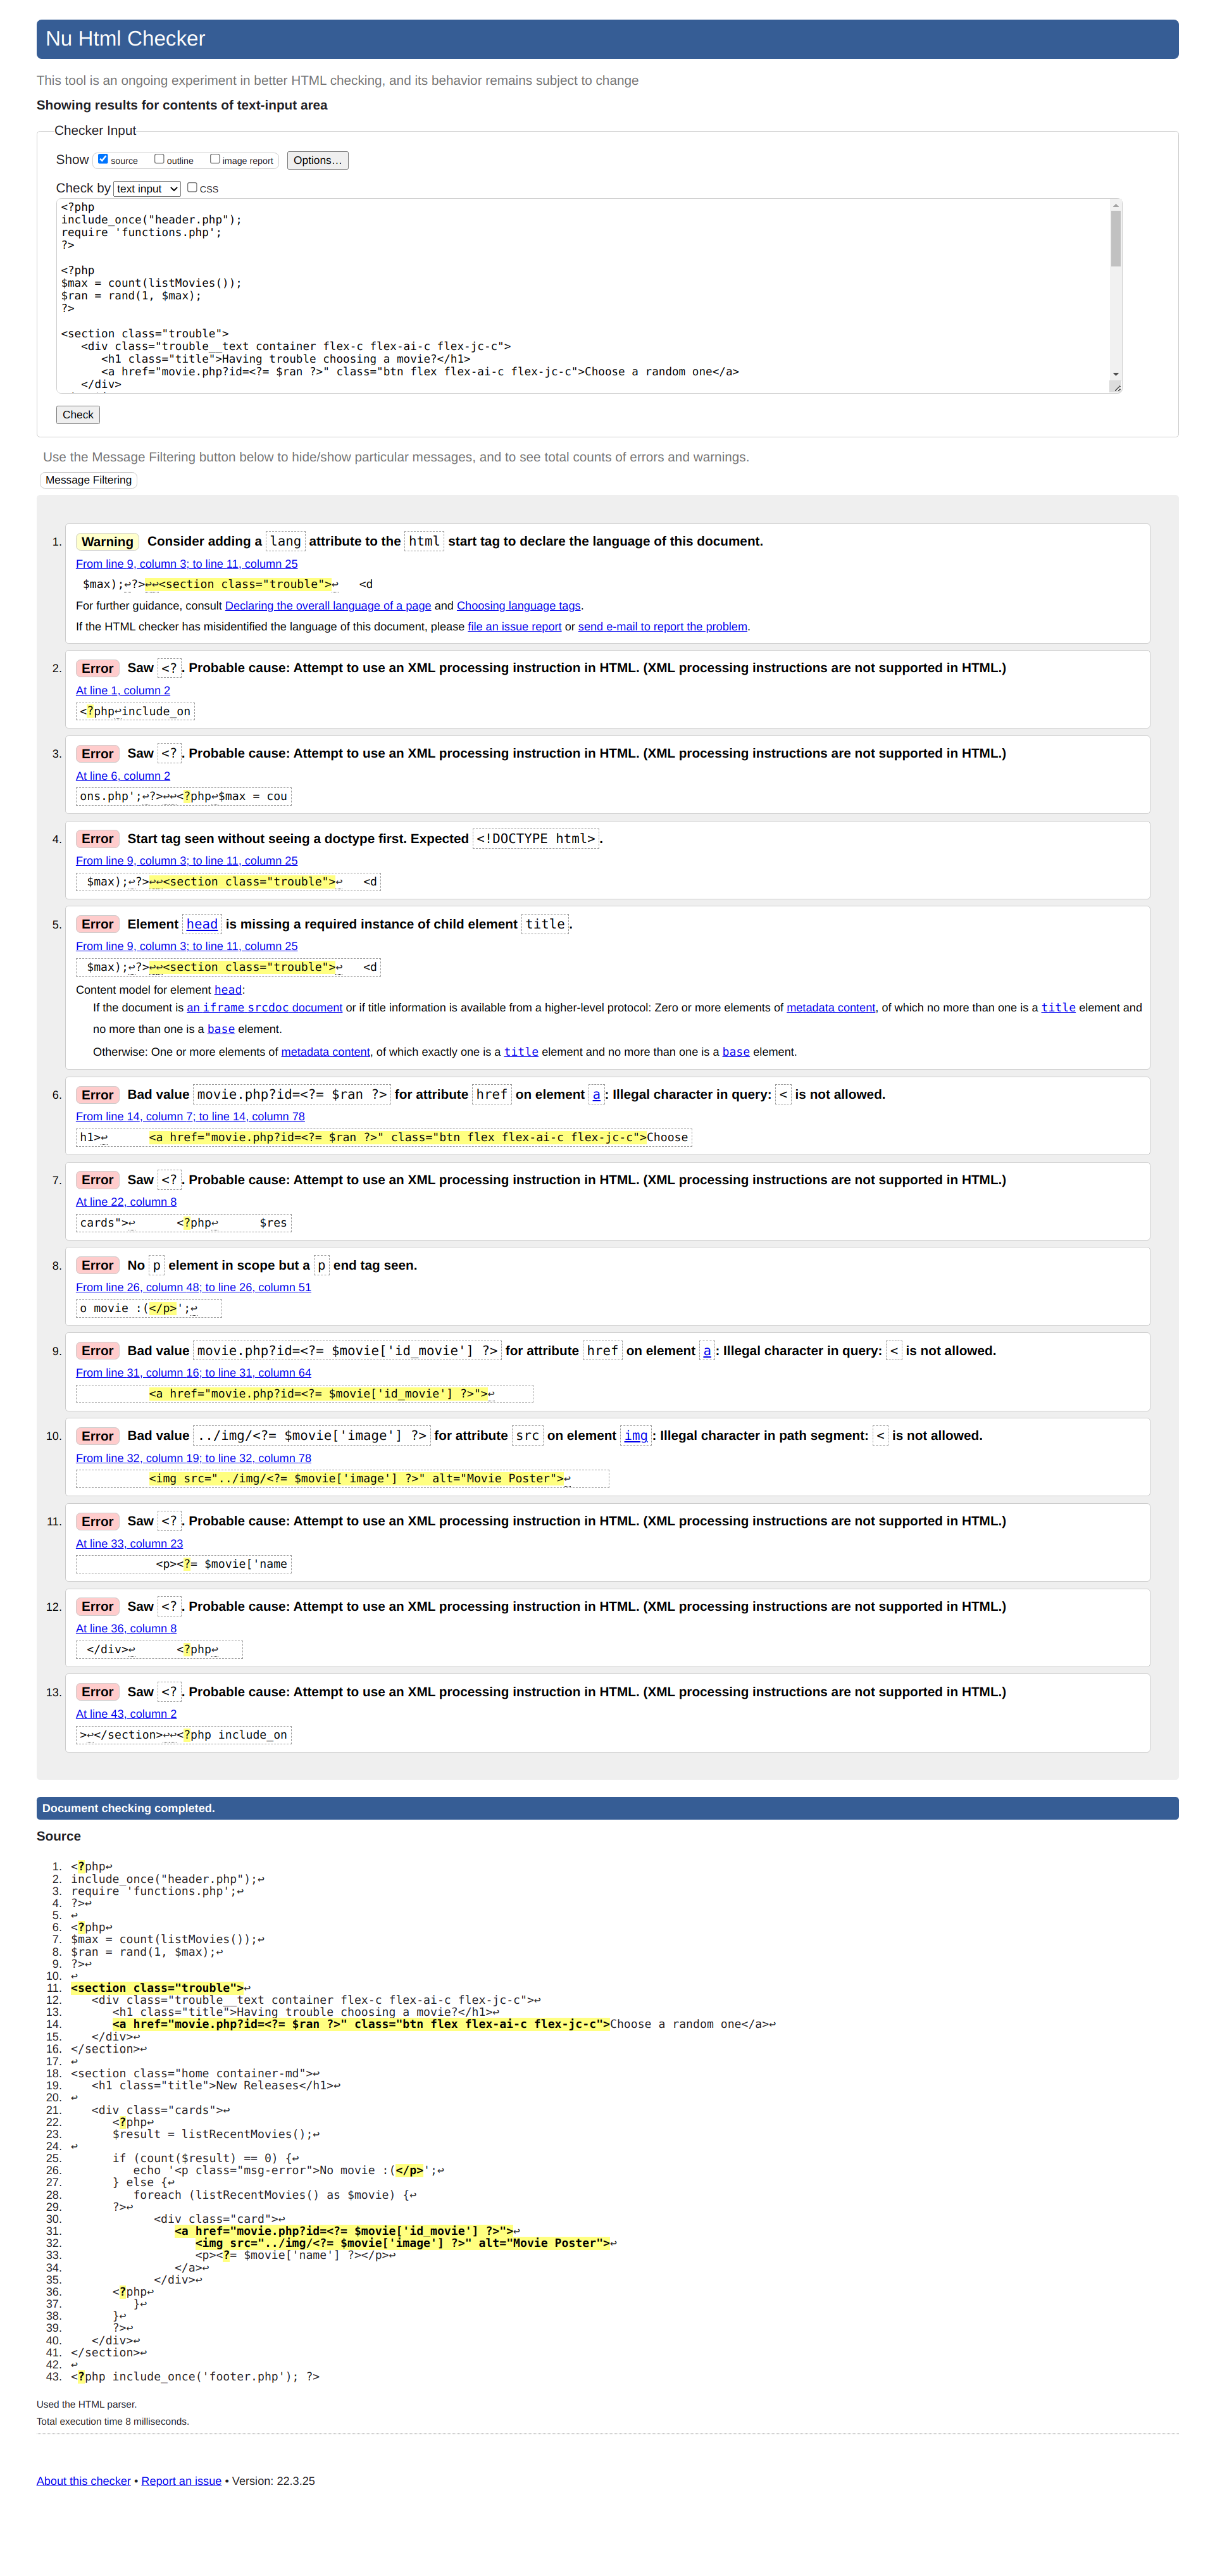 Nu Html Checker
This tool is an ongoing experiment in better HTML checking, and its behavior remains subject to change
Showing results for contents of text-input area
Checker Input
Show source outline image report Options…
Check by text input CSS
<?php
include_once("header.php");
require 'functions.php';
?>
<?php
$max = count(listMovies());
$ran = rand(1, $max);
?>
<section class="trouble">
<div class="trouble__text container flex-c flex-ai-c flex-jc-c">
<h1 class="title">Having trouble choosing a movie?</h1>
<a href="movie.php?id=<?= $ran ?>" class="btn flex flex-ai-c flex-jc-c">Choose a random one</a>
</div>
Check
Use the Message Filtering button below to hide/show particular messages, and to see total counts of errors and warnings.
Message Filtering
1. Warning Consider adding a lang attribute to the html start tag to declare the language of this document.
From line 9, column 3; to line 11, column 25
$max);↩?>↩↩<section class="trouble">↩ <d
For further guidance, consult Declaring the overall language of a page and Choosing language tags.
If the HTML checker has misidentified the language of this document, please file an issue report or send e-mail to report the problem.
2. Error Saw <?. Probable cause: Attempt to use an XML processing instruction in HTML. (XML processing instructions are not supported in HTML.)
At line 1, column 2
<?php↩include_on
3. Error Saw <?. Probable cause: Attempt to use an XML processing instruction in HTML. (XML processing instructions are not supported in HTML.)
At line 6, column 2
ons.php';↩?>↩↩<?php↩$max = cou
4. Error Start tag seen without seeing a doctype first. Expected <!DOCTYPE html>.
From line 9, column 3; to line 11, column 25
$max);↩?>↩↩<section class="trouble">↩ <d
5. Error Element head is missing a required instance of child element title.
From line 9, column 3; to line 11, column 25
$max);↩?>↩↩<section class="trouble">↩ <d
Content model for element head:
If the document is an iframe srcdoc document or if title information is available from a higher-level protocol: Zero or more elements of metadata content, of which no more than one is a title element and
no more than one is a base element.
Otherwise: One or more elements of metadata content, of which exactly one is a title element and no more than one is a base element.
6. Error Bad value movie.php?id=<?= $ran ?> for attribute href on element a: Illegal character in query: < is not allowed.
From line 14, column 7; to line 14, column 78
h1>↩ <a href="movie.php?id=<?= $ran ?>" class="btn flex flex-ai-c flex-jc-c">Choose
7. Error Saw <?. Probable cause: Attempt to use an XML processing instruction in HTML. (XML processing instructions are not supported in HTML.)
At line 22, column 8
cards">↩ <?php↩ $res
8. Error No p element in scope but a p end tag seen.
From line 26, column 48; to line 26, column 51
o movie :(</p>';↩
9. Error Bad value movie.php?id=<?= $movie['id_movie'] ?> for attribute href on element a: Illegal character in query: < is not allowed.
From line 31, column 16; to line 31, column 64
<a href="movie.php?id=<?= $movie['id_movie'] ?>">↩
10. Error Bad value ../img/<?= $movie['image'] ?> for attribute src on element img: Illegal character in path segment: < is not allowed.
From line 32, column 19; to line 32, column 78
<img src="../img/<?= $movie['image'] ?>" alt="Movie Poster">↩
11. Error Saw <?. Probable cause: Attempt to use an XML processing instruction in HTML. (XML processing instructions are not supported in HTML.)
At line 33, column 23
<p><?= $movie['name
12. Error Saw <?. Probable cause: Attempt to use an XML processing instruction in HTML. (XML processing instructions are not supported in HTML.)
At line 36, column 8
</div>↩ <?php↩
13. Error Saw <?. Probable cause: Attempt to use an XML processing instruction in HTML. (XML processing instructions are not supported in HTML.)
At line 43, column 2
>↩</section>↩↩<?php include_on
Document checking completed.
Source
1. <?php↩
2. include_once("header.php");↩
3. require 'functions.php';↩
4. ?>↩
5. ↩
6. <?php↩
7. $max = count(listMovies());↩
8. $ran = rand(1, $max);↩
9. ?>↩
10. ↩
11. <section class="trouble">↩
12. <div class="trouble__text container flex-c flex-ai-c flex-jc-c">↩
13. <h1 class="title">Having trouble choosing a movie?</h1>↩
14. <a href="movie.php?id=<?= $ran ?>" class="btn flex flex-ai-c flex-jc-c">Choose a random one</a>↩
15. </div>↩
16. </section>↩
17. ↩
18. <section class="home container-md">↩
19. <h1 class="title">New Releases</h1>↩
20. ↩
21. <div class="cards">↩
22. <?php↩
23. $result = listRecentMovies();↩
24. ↩
25. if (count($result) == 0) {↩
26. echo '<p class="msg-error">No movie :(</p>';↩
27. } else {↩
28. foreach (listRecentMovies() as $movie) {↩
29. ?>↩
30. <div class="card">↩
31. <a href="movie.php?id=<?= $movie['id_movie'] ?>">↩
32. <img src="../img/<?= $movie['image'] ?>" alt="Movie Poster">↩
33. <p><?= $movie['name'] ?></p>↩
34. </a>↩
35. </div>↩
36. <?php↩
37. }↩
38. }↩
39. ?>↩
40. </div>↩
41. </section>↩
42. ↩
43. <?php include_once('footer.php'); ?>
Used the HTML parser.
Total execution time 8 milliseconds.
About this checker • Report an issue • Version: 22.3.25